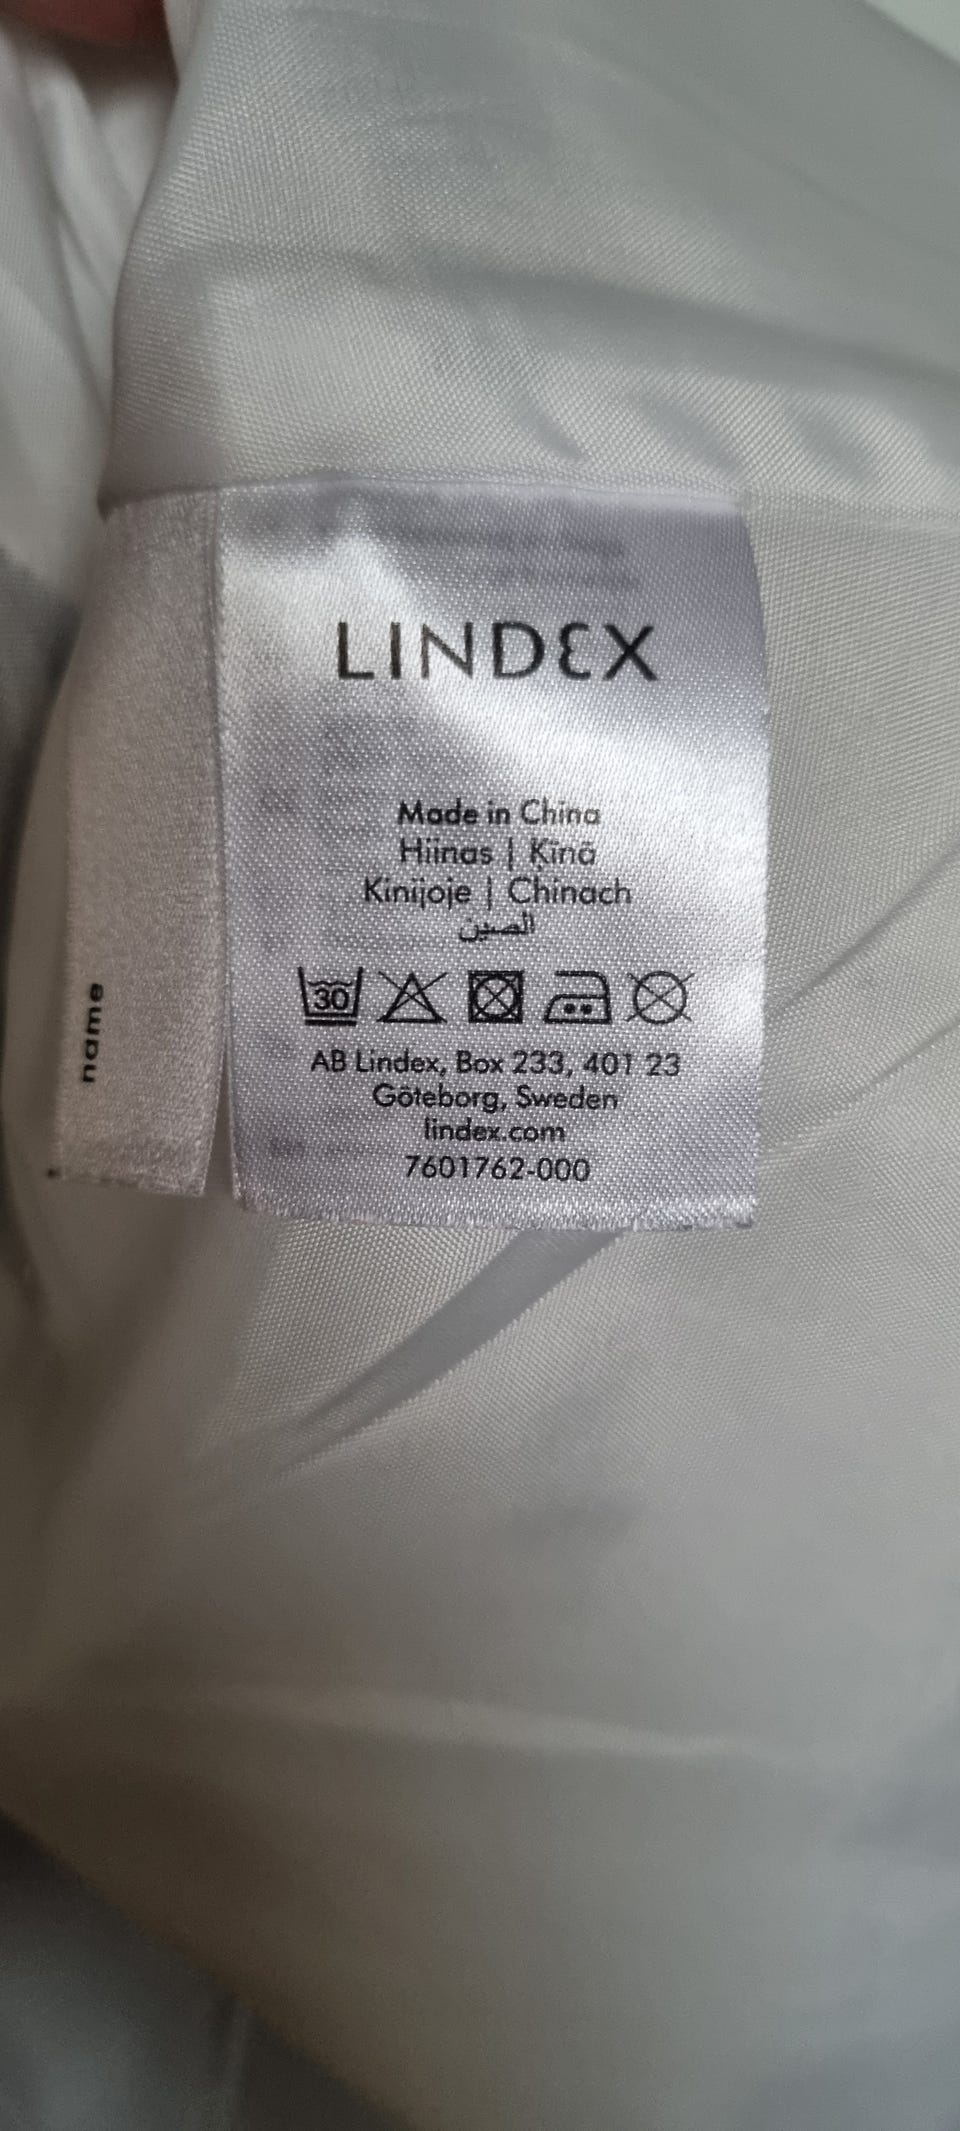 LINDEX
Made in China
Hiinas | Ķīnā
Kinijoje | Chinach
الصين
30
AB Lindex, Box 233, 401 23
Göteborg, Sweden
lindex.com
7601762-000
name